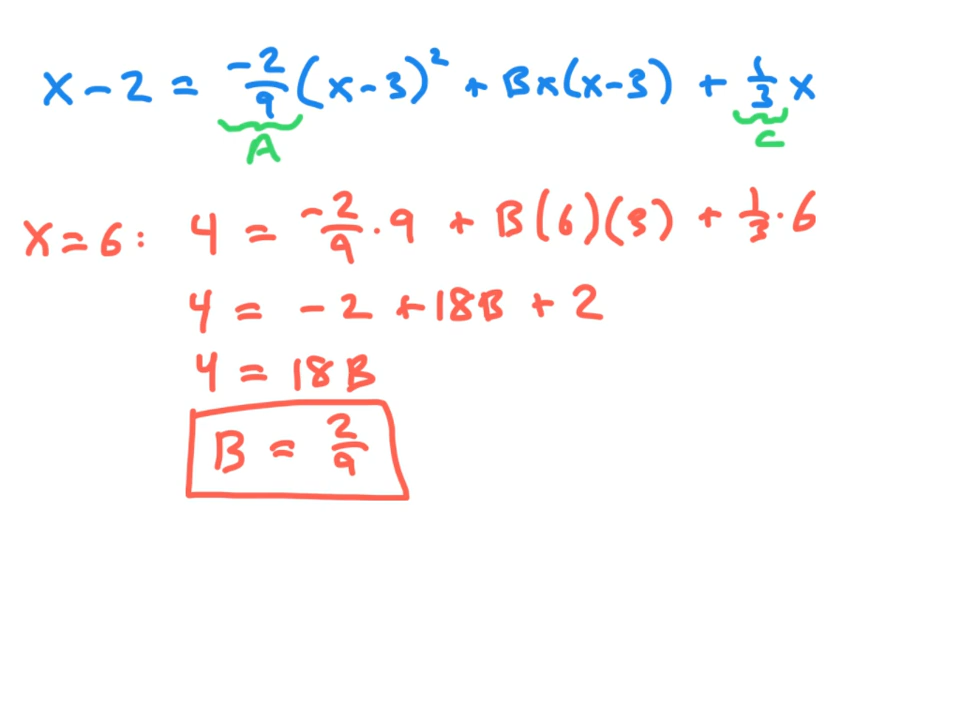 x - 2 = -2/9 (x-3)² + Bx(x-3) + 1/3 x
A C
x = 6: 4 = -2/9 · 9 + B(6)(3) + 1/3 · 6
4 = -2 + 18B + 2
4 = 18B
B = 2/9